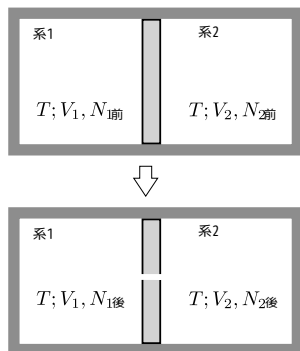 系1
系2
T; V₁, N₁前
T; V₂, N₂前
系1
系2
T; V₁, N₁後
T; V₂, N₂後